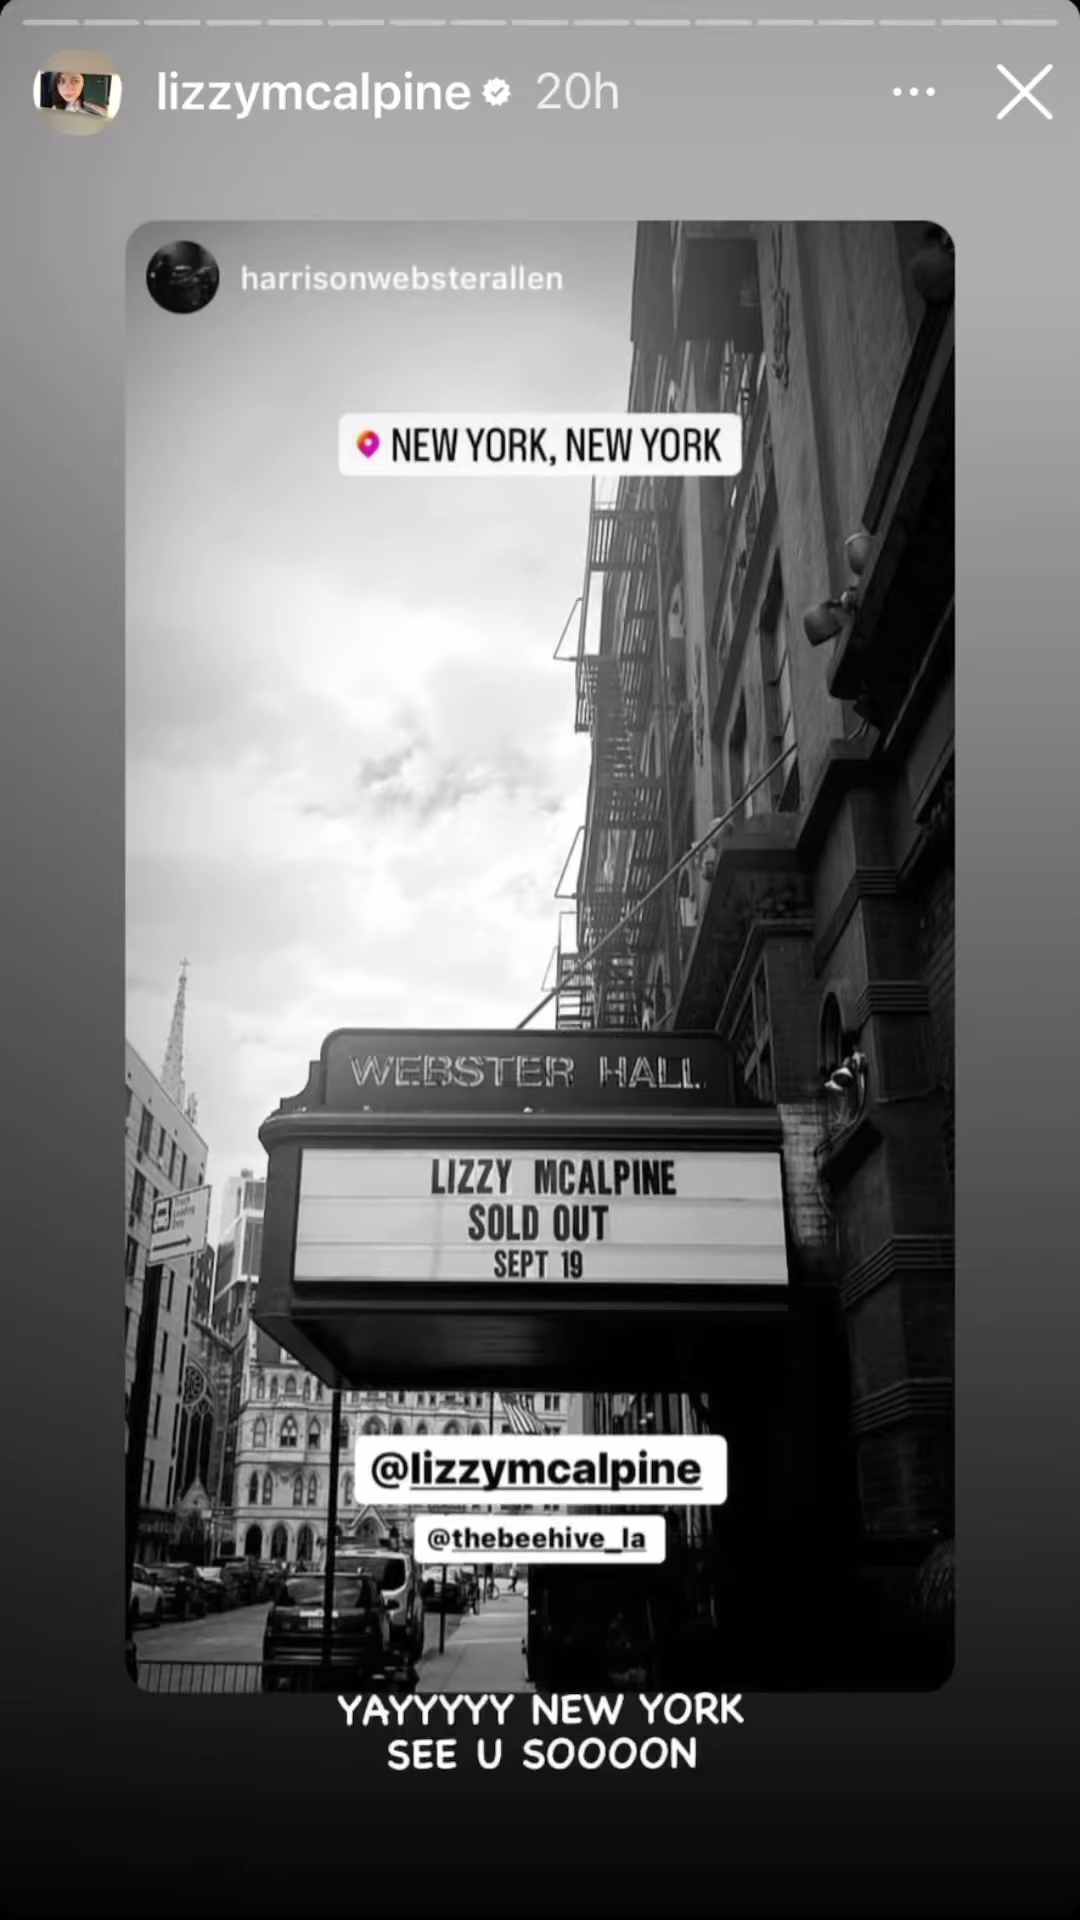 lizzymcalpine 20h
harrisonwebsterallen
NEW YORK, NEW YORK
WEBSTER HALL
LIZZY MCALPINE
SOLD OUT
SEPT 19
@lizzymcalpine
@thebeehive_la
YAYYYYY NEW YORK
SEE U SOOOON